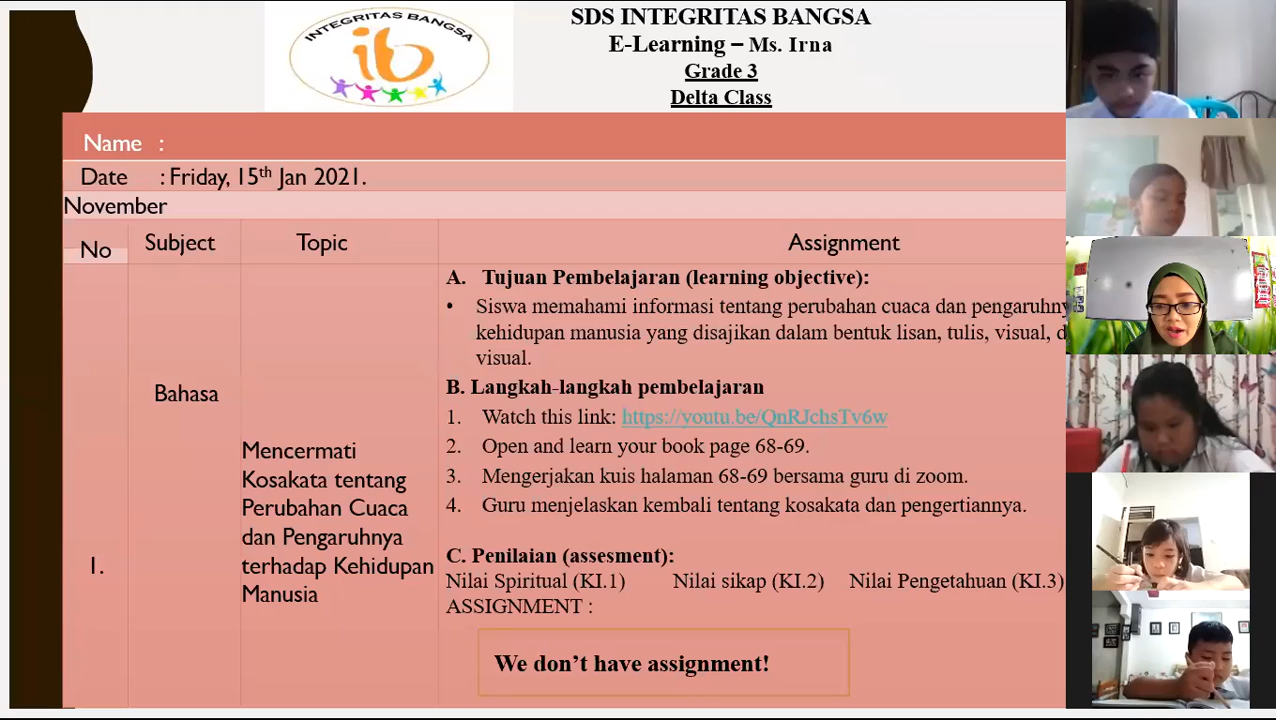 INTEGRITAS BANGSA
ib
SDS INTEGRITAS BANGSA
E-Learning – Ms. Irna
Grade 3
Delta Class
Name :
Date : Friday, 15th Jan 2021.
November
No Subject Topic Assignment
A. Tujuan Pembelajaran (learning objective):
• Siswa memahami informasi tentang perubahan cuaca dan
kehidupan manusia yang disajikan dalam bentuk lisan, tulis, visual,
visual.
B. Langkah-langkah pembelajaran
1. Watch this link: https://youtu.be/QnRJchsTv6w
2. Open and learn your book page 68-69.
3. Mengerjakan kuis halaman 68-69 bersama guru di zoom.
4. Guru menjelaskan kembali tentang kosakata dan pengertiannya.
C. Penilaian (assesment):
Nilai Spiritual (KI.1) Nilai sikap (KI.2) Nilai Pengetahuan (KI.3)
ASSIGNMENT :
We don't have assignment!
1.
Bahasa
Mencermati
Kosakata tentang
Perubahan Cuaca
dan Pengaruhnya
terhadap Kehidupan
Manusia